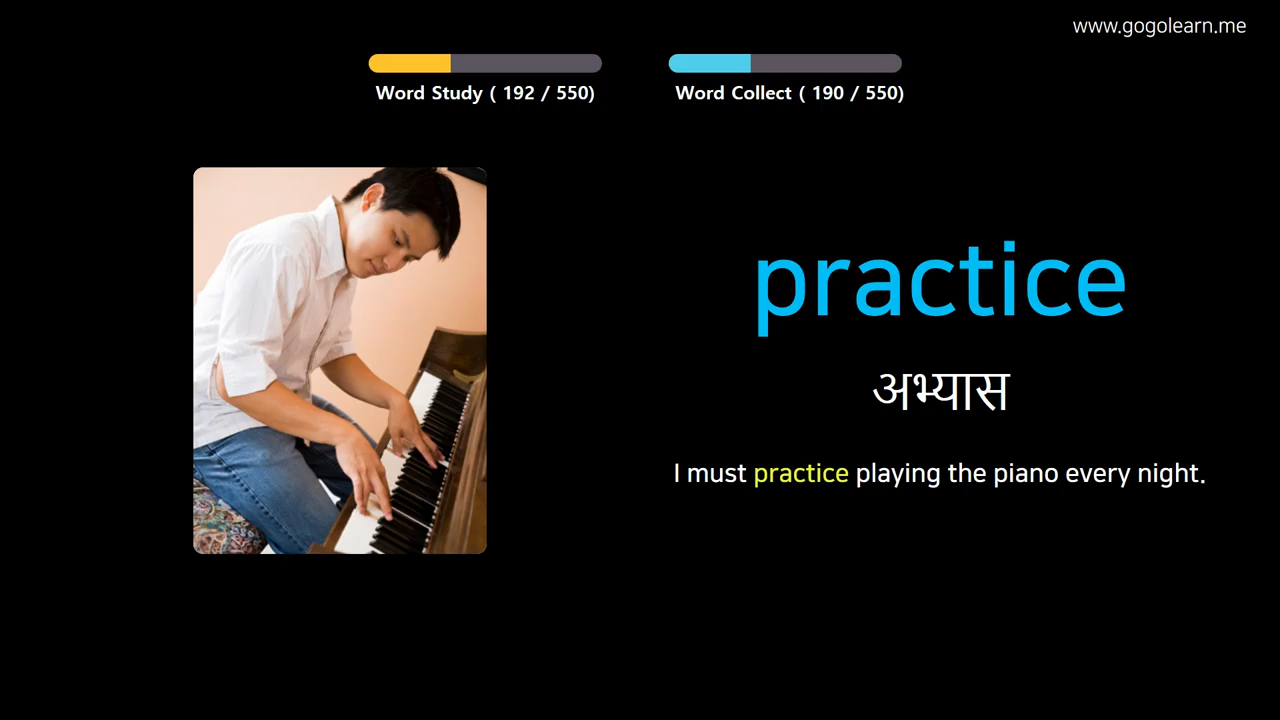 www.gogolearn.me
Word Study ( 192 / 550)
Word Collect ( 190 / 550)
practice
अभ्यास
I must practice playing the piano every night.